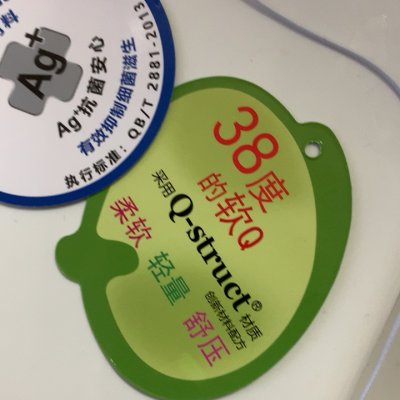 材料
Ag+
Ag+抗菌安心
有效抑制细菌滋生
执行标准：QB/T 2881-2013
38度
的软Q
采用Q-struct®材质
创新材料配方
柔软 轻量 舒压